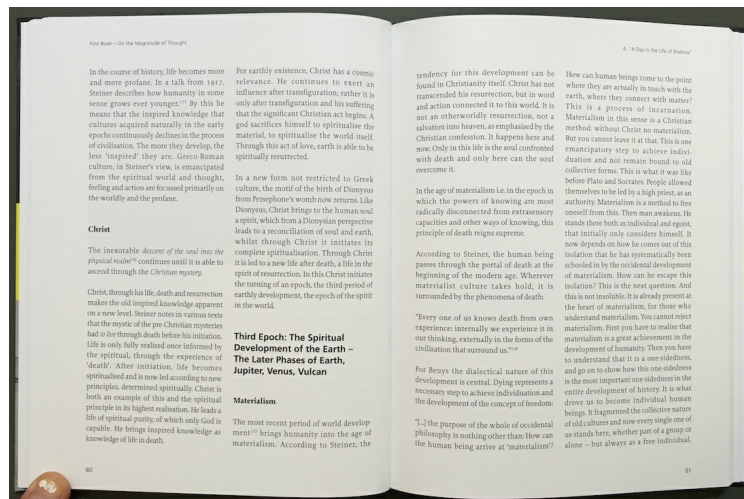 First Book – On the Magnitude of Thought
In the course of history, life becomes more
and more profane. In a talk from 1917,
Steiner describes how humanity in some
sense grows ever younger. By this he
means that the inspired knowledge that
cultures acquired naturally in the early
epochs continuously declines in the process
of civilisation. The more they develop, the
less 'inspired' they are. Greco-Roman
culture, in Steiner's view, is emancipated
from the spiritual world and thought,
feeling and action are focussed primarily on
the worldly and the profane.
Christ
The inexorable descent of the soul into the
physical realm continues until it is able to
ascend through the Christian mystery.
Christ, through his life, death and resurrection
makes the old inspired knowledge apparent
on a new level. Steiner notes in various texts
that the mystic of the pre-Christian mysteries
had to live through death before his initiation.
Life is only fully realised once informed by
the spiritual, through the experience of
'death'. After initiation, life becomes
spiritualised and is now led according to new
principles, determined spiritually. Christ is
both an example of this and the spiritual
principle in its highest realisation. He leads a
life of spiritual purity, of which only God is
capable. He brings inspired knowledge as
knowledge of life in death.
80
For earthly existence, Christ has a cosmic
relevance. He continues to exert an
influence after transfiguration; rather it is
only after transfiguration and his suffering
that the significant Christian act begins. A
god sacrifices himself to spiritualise the
material, to spiritualise the world itself.
Through this act of love, earth is able to be
spiritually resurrected.
In a new form not restricted to Greek
culture, the motif of the birth of Dionysus
from Persephone's womb now returns. Like
Dionysus, Christ brings to the human soul
a spirit, which from a Dionysian perspective
leads to a reconciliation of soul and earth,
whilst through Christ it initiates its
complete spiritualisation. Through Christ
it is led to a new life after death, a life in the
spirit of resurrection. In this Christ initiates
the turning of an epoch, the third period of
earthly development, the epoch of the spirit
in the world.
Third Epoch: The Spiritual
Development of the Earth –
The Later Phases of Earth,
Jupiter, Venus, Vulcan
Materialism
The most recent period of world develop-
ment brings humanity into the age of
materialism. According to Steiner, the
4. "A Day in the Life of Brahma"
tendency for this development can be
found in Christianity itself. Christ has not
transcended his resurrection, but in word
and action connected it to this world. It is
not an otherworldly resurrection, not a
salvation into heaven, as emphasised by the
Christian confession. It happens here and
now. Only in this life is the soul confronted
with death and only here can the soul
overcome it.
In the age of materialism i.e. in the epoch in
which the powers of knowing are most
radically disconnected from extrasensory
capacities and other ways of knowing, this
principle of death reigns supreme.
According to Steiner, the human being
passes through the portal of death at the
beginning of the modern age. Wherever
materialist culture takes hold, it is
surrounded by the phenomena of death:
"Every one of us knows death from own
experience: internally we experience it in
our thinking, externally in the forms of the
civilisation that surround us."
For Beuys the dialectical nature of this
development is central. Dying represents a
necessary step to achieve individuation and
the development of the concept of freedom:
"[...] the purpose of the whole of occidental
philosophy is nothing other than: How can
the human being arrive at 'materialism'?
How can human beings come to the point
where they are actually in touch with the
earth, where they connect with matter?
This is a process of incarnation.
Materialism in this sense is a Christian
method: without Christ no materialism.
But you cannot leave it at that. This is one
emancipatory step to achieve indivi-
duation and not remain bound to old
collective forms. This is what it was like
before Plato and Socrates. People allowed
themselves to be led by a high priest, as an
authority. Materialism is a method to free
oneself from this. Then man awakens. He
stands there both as individual and egoist,
that initially only considers himself. It
now depends on how he comes out of this
isolation that he has systematically been
schooled in by the occidental development
of materialism. How can he escape this
isolation? This is the next question. And
this is not insoluble. It is already present at
the heart of materialism, for those who
understand materialism. You cannot reject
materialism. First you have to realise that
materialism is a great achievement in the
development of humanity. Then you have
to understand that it is a one-sidedness,
and go on to show how this one-sidedness
is the most important one-sidedness in the
entire development of history. It is what
drove us to become individual human
beings. It fragmented the collective nature
of old cultures and now every single one of
us stands here, whether part of a group or
alone – but always as a free individual.
81